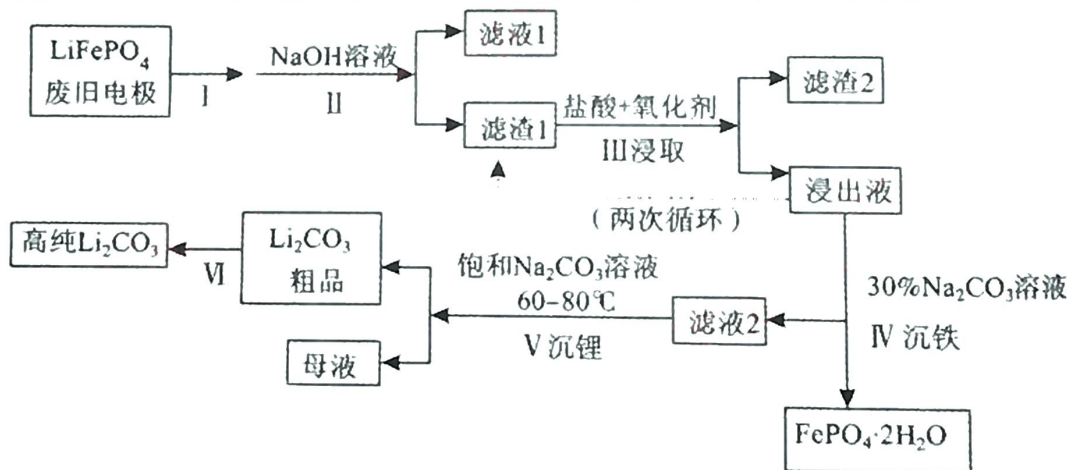 LiFePO₄
废旧电极
Ⅰ
NaOH溶液
Ⅱ
滤液1
滤渣1
盐酸+氧化剂
Ⅲ浸取
滤渣2
浸出液
(两次循环)
30%Na₂CO₃溶液
Ⅳ 沉铁
FePO₄·2H₂O
滤液2
饱和Na₂CO₃溶液
60-80℃
Ⅴ沉锂
Li₂CO₃
粗品
母液
Ⅵ
高纯Li₂CO₃